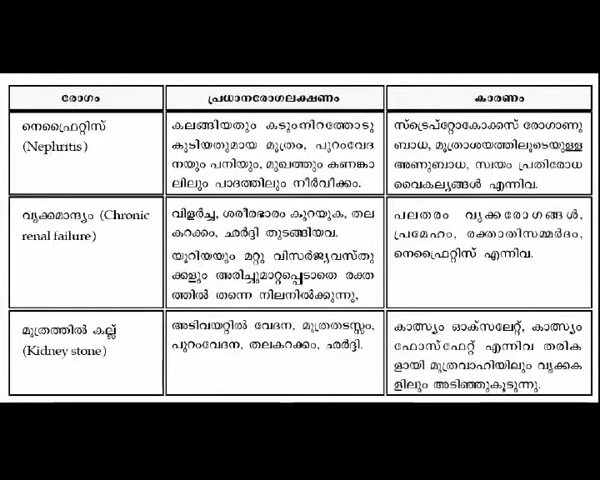 രോഗം
പ്രധാനരോഗലക്ഷണം
കാരണം
നെഫ്രൈറ്റിസ്
(Nephritis)
കലങ്ങിയതും കടുംനിറത്തോടു
കൂടിയതുമായ മൂത്രം, പുറംവേദ
നയും പനിയും, മുഖത്തും കണങ്കാ
ലിലും പാദത്തിലും നീർവീക്കം.
സ്ട്രെപ്റ്റോകോക്കസ് രോഗാണു
ബാധ, മൂത്രാശയത്തിലൂടെയുള്ള
അണുബാധ, സ്വയം പ്രതിരോധ
വൈകല്യങ്ങൾ എന്നിവ.
വൃക്കമാന്ദ്യം (Chronic
renal failure)
വിളർച്ച, ശരീരഭാരം കുറയുക, തല
കറക്കം, ഛർദ്ദി തുടങ്ങിയവ.
യൂറിയയും മറ്റു വിസർജ്യവസ്തു
ക്കളും അരിച്ചുമാറ്റപ്പെടാതെ രക്ത
ത്തിൽ തന്നെ നിലനിൽക്കുന്നു,
പലതരം വൃക്കരോഗങ്ങൾ,
പ്രമേഹം, രക്താതിസമ്മർദം,
നെഫ്രൈറ്റിസ് എന്നിവ.
മൂത്രത്തിൽ കല്ല്
(Kidney stone)
അടിവയറ്റിൽ വേദന, മൂത്രതടസ്സം,
പുറംവേദന, തലകറക്കം, ഛർദ്ദി.
കാത്സ്യം ഓക്സലേറ്റ്, കാത്സ്യം
ഫോസ്ഫേറ്റ് എന്നിവ തരിക
ളായി മൂത്രവാഹിയിലും വൃക്കക
ളിലും അടിഞ്ഞുകൂടുന്നു.